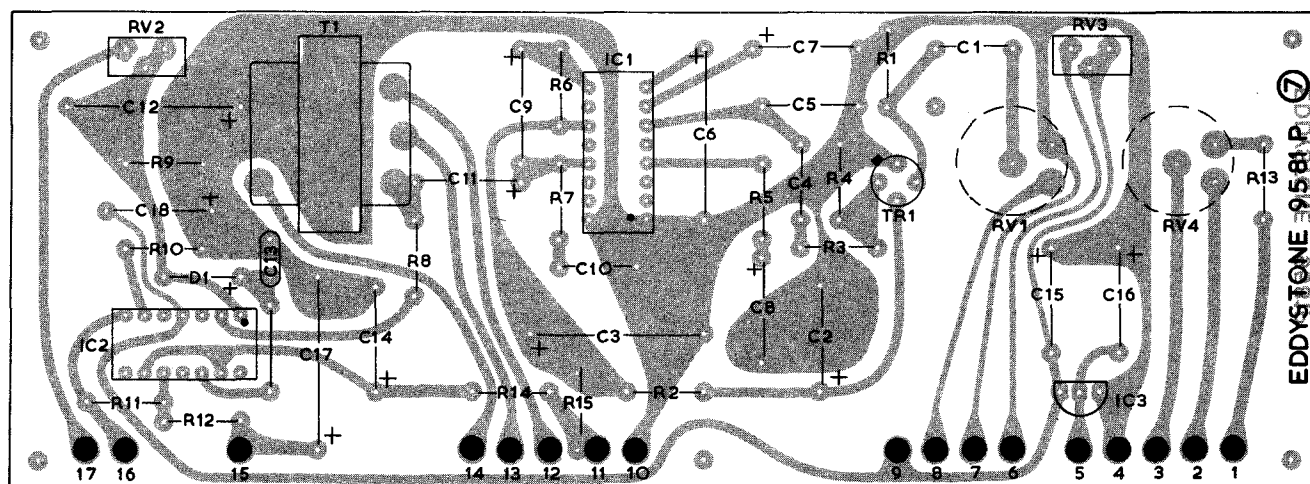 RV2
T1
IC1
C7
R1
C1
RV3
C9
R6
C12
C5
C6
R9
C11
R7
C4
R4
R5
TR1
R13
C18
RV1
RV4
R10
C13
R8
R3
D1
C10
C8
C15
C16
IC2
C17
C14
C3
C2
R11
R14
R15
R2
IC3
R12
17
16
15
14
13
12
11
10
9
8
7
6
5
4
3
2
1
EDDYSTONE 9581P 7